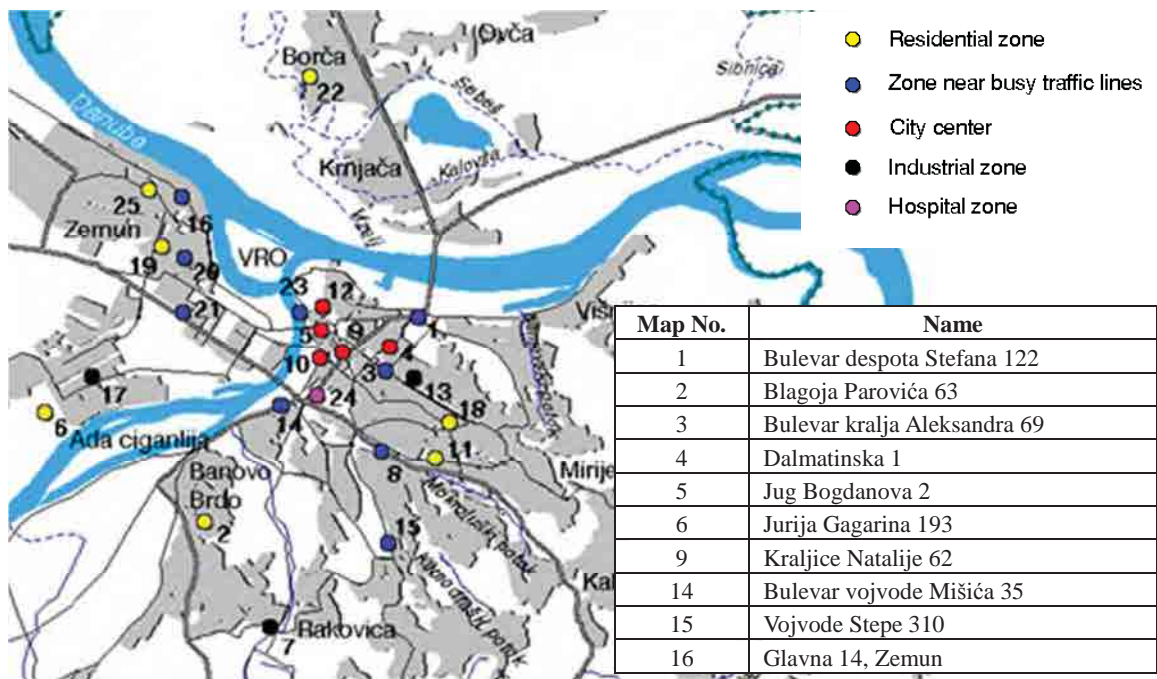 Residential zone
Zone near busy traffic lines
City center
Industrial zone
Hospital zone
Ovča
Borča
22
Sibnica
Sebeš
Danube
Krnjača
Kalovita
Vizelj
25
16
Zemun
19
20
VRO
21
23
12
5
9
1
10
4
3
13
17
24
18
6
14
Ada ciganlija
8
11
Banovo
Brdo
2
15
Mokroluški potok
Rakovica
7
Map No. Name
1 Bulevar despota Stefana 122
2 Blagoja Parovića 63
3 Bulevar kralja Aleksandra 69
4 Dalmatinska 1
5 Jug Bogdanova 2
6 Jurija Gagarina 193
9 Kraljice Natalije 62
14 Bulevar vojvode Mišića 35
15 Vojvode Stepe 310
16 Glavna 14, Zemun